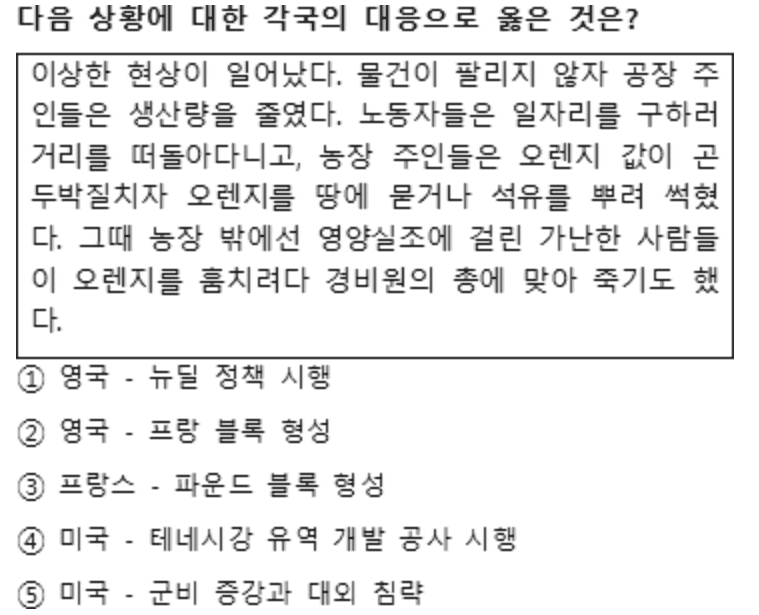 다음 상황에 대한 각국의 대응으로 옳은 것은?
이상한 현상이 일어났다. 물건이 팔리지 않자 공장 주
인들은 생산량을 줄였다. 노동자들은 일자리를 구하러
거리를 떠돌아다니고, 농장 주인들은 오렌지 값이 곤
두박질치자 오렌지를 땅에 묻거나 석유를 뿌려 썩혔
다. 그때 농장 밖에선 영양실조에 걸린 가난한 사람들
이 오렌지를 훔치려다 경비원의 총에 맞아 죽기도 했
다.
① 영국 - 뉴딜 정책 시행
② 영국 - 프랑 블록 형성
③ 프랑스 - 파운드 블록 형성
④ 미국 - 테네시강 유역 개발 공사 시행
⑤ 미국 - 군비 증강과 대외 침략